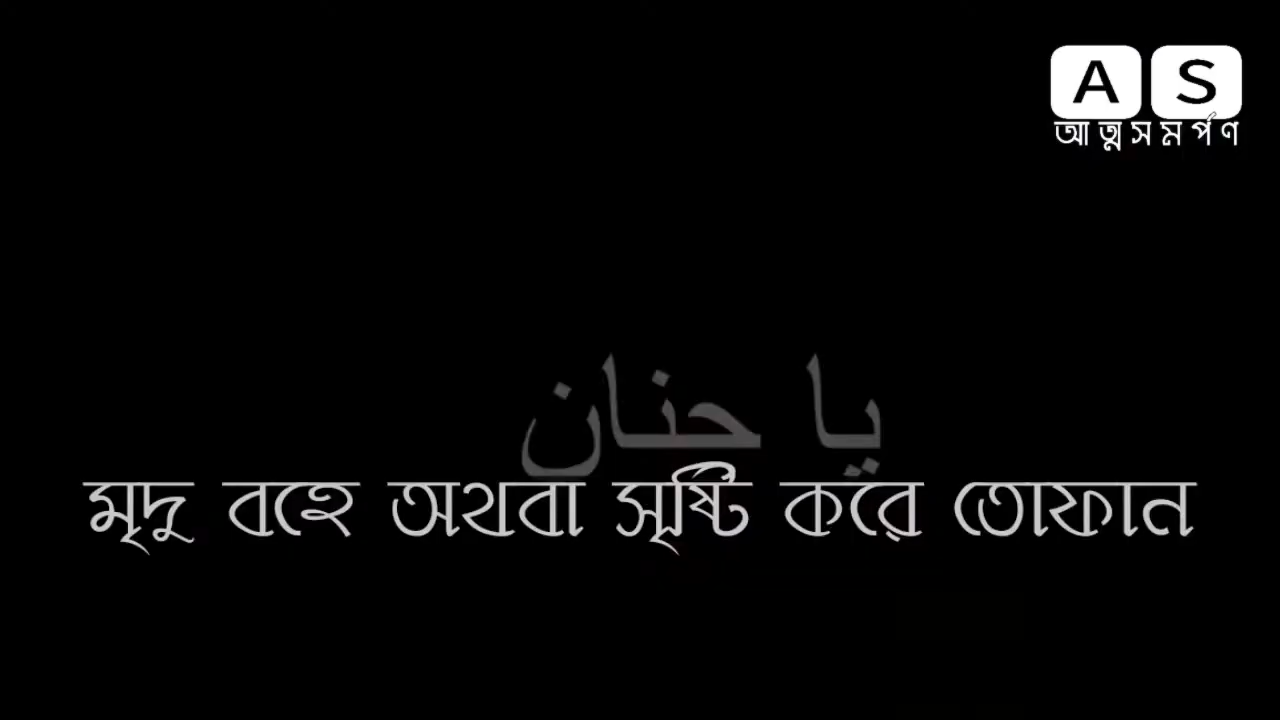 A S
আত্মসমর্পণ
يا حنان
মৃদু বহে অথবা সৃষ্টি করে তোফান